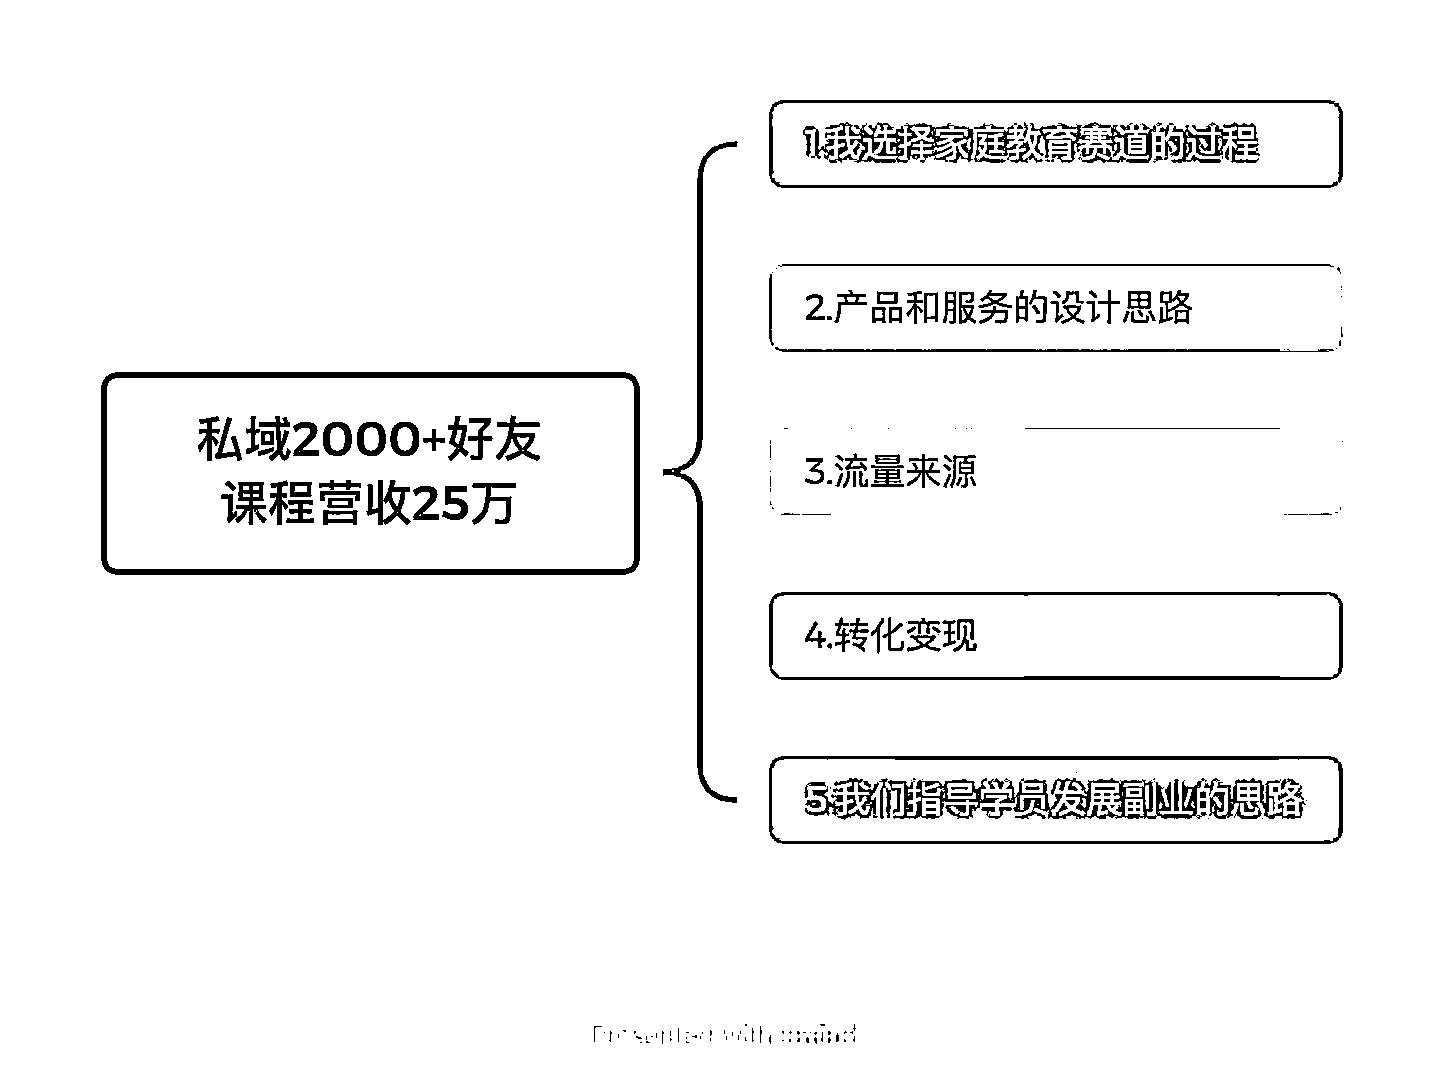 私域2000+好友
课程营收25万
1.我选择家庭教育赛道的过程
2.产品和服务的设计思路
3.流量来源
4.转化变现
5.我们指导学员发展副业的思路
Presented with xmind